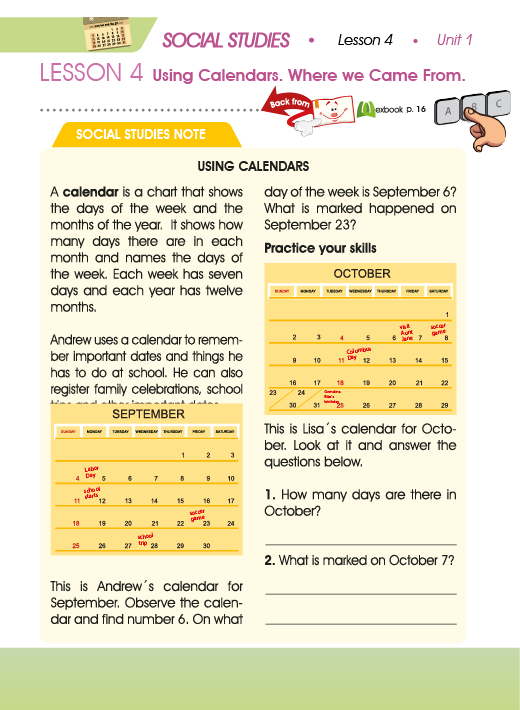 SOCIAL STUDIES • Lesson 4 • Unit 1
LESSON 4 Using Calendars. Where we Came From.
Back from
exbook p. 16
A B C
SOCIAL STUDIES NOTE
USING CALENDARS
A calendar is a chart that shows
the days of the week and the
months of the year. It shows how
many days there are in each
month and names the days of
the week. Each week has seven
days and each year has twelve
months.
Andrew uses a calendar to remem-
ber important dates and things he
has to do at school. He can also
register family celebrations, school
trips and other important dates.
SEPTEMBER
SUNDAY MONDAY TUESDAY WEDNESDAY THURSDAY FRIDAY SATURDAY
1 2 3
4 Labor Day 5 6 7 8 9 10
11 school starts 12 13 14 15 16 17
18 19 20 21 22 soccer game 23 24
25 26 27 school trip 28 29 30
This is Andrew´s calendar for
September. Observe the calen-
dar and find number 6. On what
day of the week is September 6?
What is marked happened on
September 23?
Practice your skills
OCTOBER
SUNDAY MONDAY TUESDAY WEDNESDAY THURSDAY FRIDAY SATURDAY
1
2 3 4 5 6 visit Aunt Jane 7 soccer game 8
9 10 11 Columbus Day 12 13 14 15
16 17 18 19 20 21 22
23 30 24 31 Grandma Rita's birthday 25 26 27 28 29
This is Lisa´s calendar for Octo-
ber. Look at it and answer the
questions below.
1. How many days are there in
October?
2. What is marked on October 7?